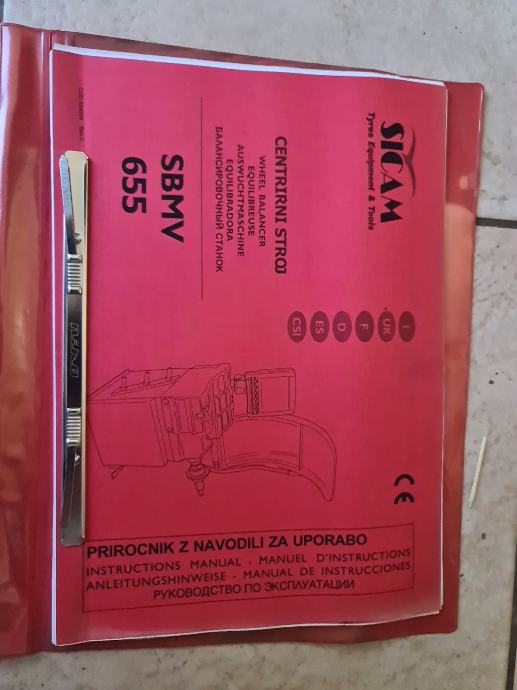 SICAM
Tyres Equipment & Tools
CENTRIRNI STROJ
WHEEL BALANCER
EQUILIBREUSE
AUSWUCHTMASCHINE
EQUILIBRADORA
БАЛАНСИРОВОЧНЫЙ СТАНОК
SBMV
655
I
UK
F
D
ES
CSI
CE
PRIROCNIK Z NAVODILI ZA UPORABO
INSTRUCTIONS MANUAL - MANUEL D'INSTRUCTIONS
ANLEITUNGSHINWEISE - MANUAL DE INSTRUCCIONES
РУКОВОДСТВО ПО ЭКСПЛУАТАЦИИ